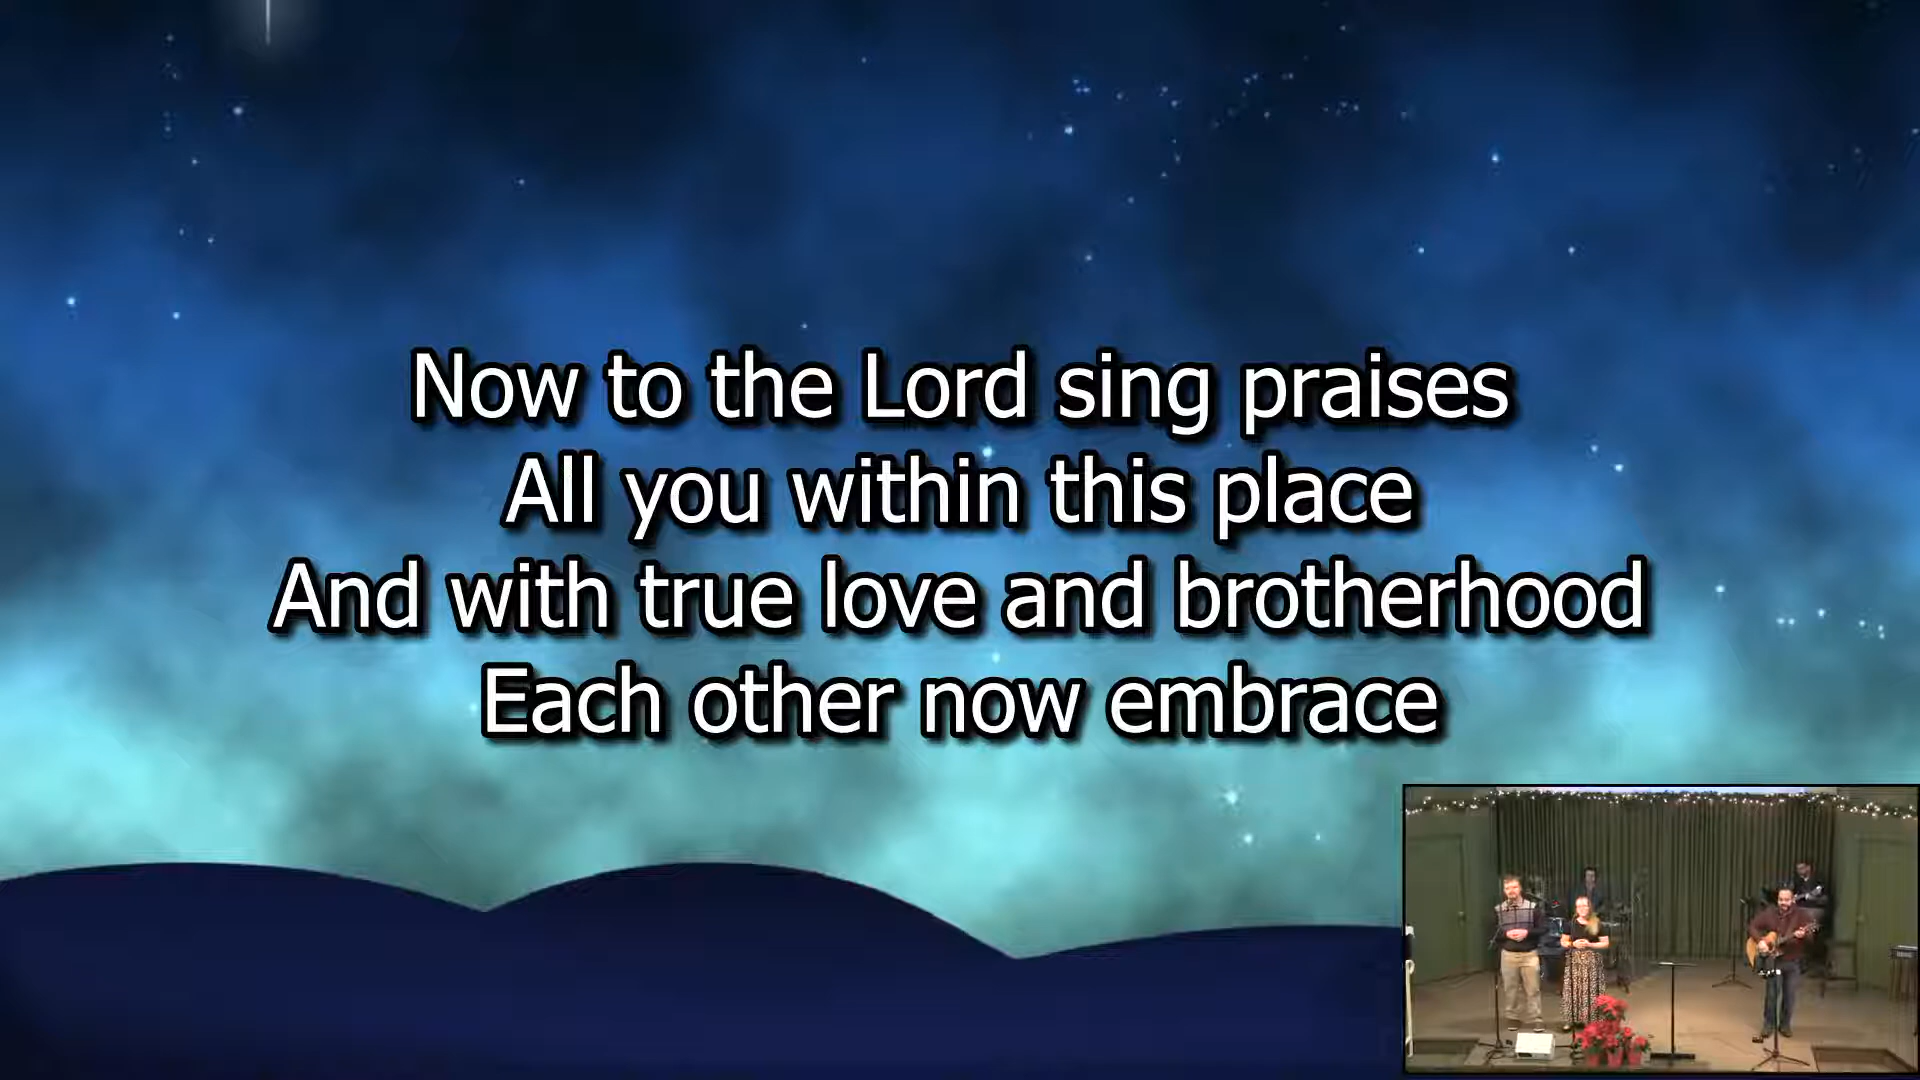 Now to the Lord sing praises
All you within this place
And with true love and brotherhood
Each other now embrace